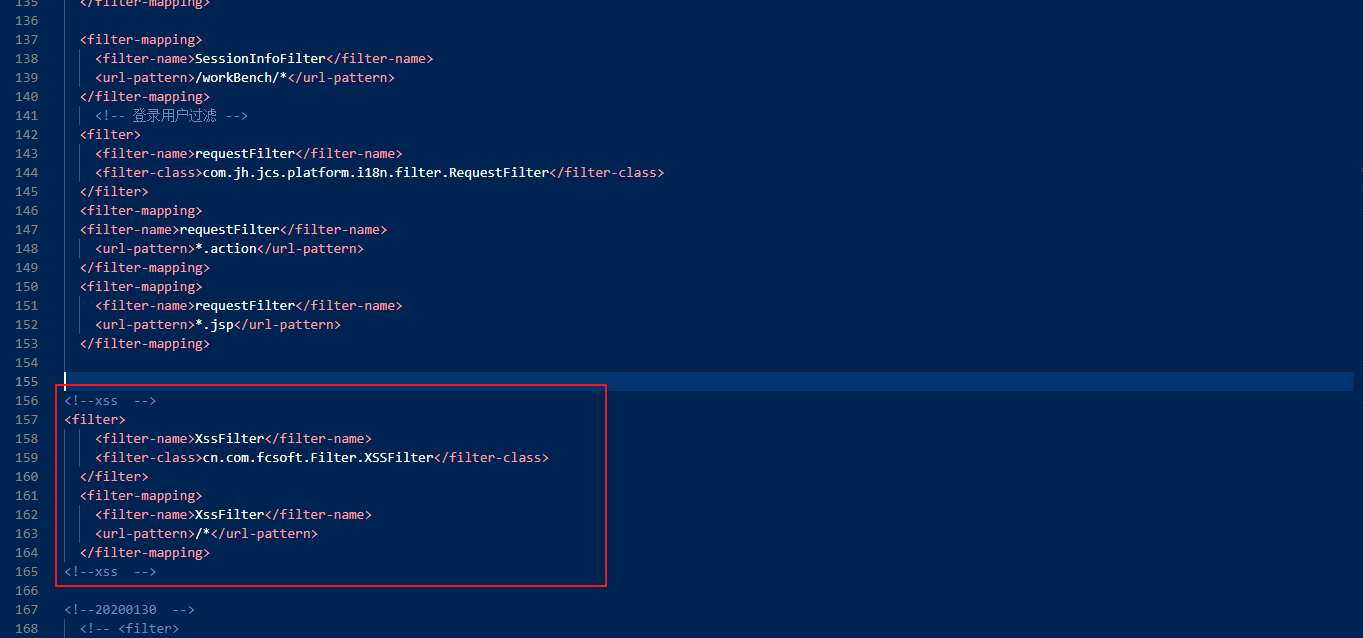 135 </filter-mapping>
136
137 <filter-mapping>
138 <filter-name>SessionInfoFilter</filter-name>
139 <url-pattern>/workBench/*</url-pattern>
140 </filter-mapping>
141 <!-- 登录用户过滤 -->
142 <filter>
143 <filter-name>requestFilter</filter-name>
144 <filter-class>com.jh.jcs.platform.i18n.filter.RequestFilter</filter-class>
145 </filter>
146 <filter-mapping>
147 <filter-name>requestFilter</filter-name>
148 <url-pattern>*.action</url-pattern>
149 </filter-mapping>
150 <filter-mapping>
151 <filter-name>requestFilter</filter-name>
152 <url-pattern>*.jsp</url-pattern>
153 </filter-mapping>
154
155
156 <!--xss  -->
157 <filter>
158 <filter-name>XssFilter</filter-name>
159 <filter-class>cn.com.fcsoft.Filter.XSSFilter</filter-class>
160 </filter>
161 <filter-mapping>
162 <filter-name>XssFilter</filter-name>
163 <url-pattern>/*</url-pattern>
164 </filter-mapping>
165 <!--xss  -->
166
167 <!--20200130  -->
168 <!-- <filter>